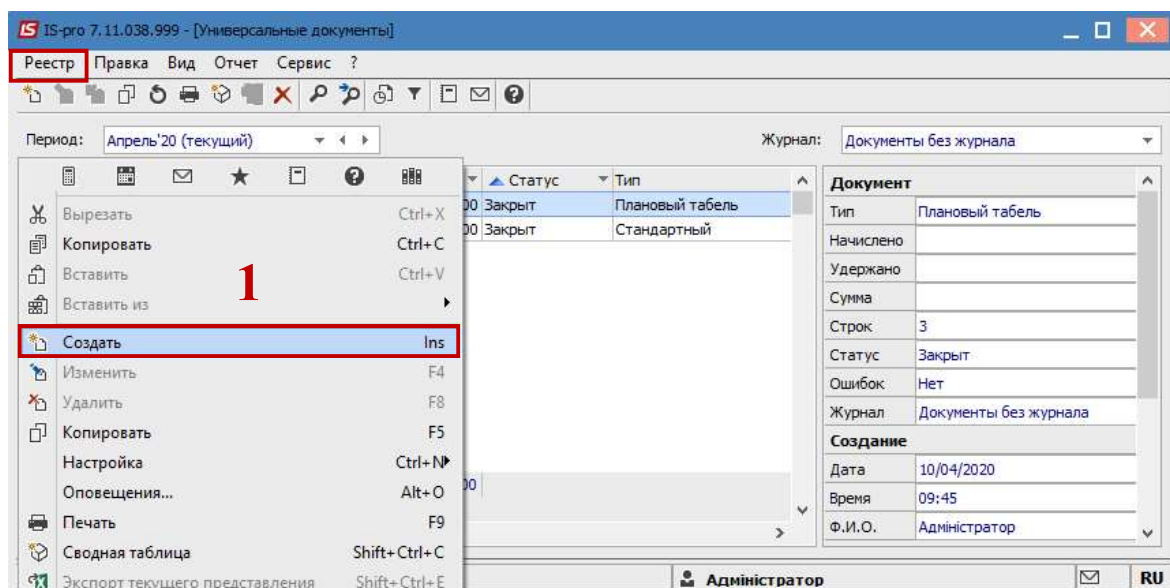 IS-pro 7.11.038.999 - [Универсальные документы]
Реестр Правка Вид Отчет Сервис ?
Период: Апрель'20 (текущий) Журнал: Документы без журнала
Статус Тип
00 Закрыт Плановый табель
00 Закрыт Стандартный
00
Вырезать Ctrl+X
Копировать Ctrl+C
Вставить Ctrl+V
Вставить из
1
Создать Ins
Изменить F4
Удалить F8
Копировать F5
Настройка Ctrl+N
Оповещения... Alt+O
Печать F9
Сводная таблица Shift+Ctrl+C
Экспорт текущего представления Shift+Ctrl+E
Документ
Тип Плановый табель
Начислено
Удержано
Сумма
Строк 3
Статус Закрыт
Ошибок Нет
Журнал Документы без журнала
Создание
Дата 10/04/2020
Время 09:45
Ф.И.О. Адміністратор
Адміністратор RU